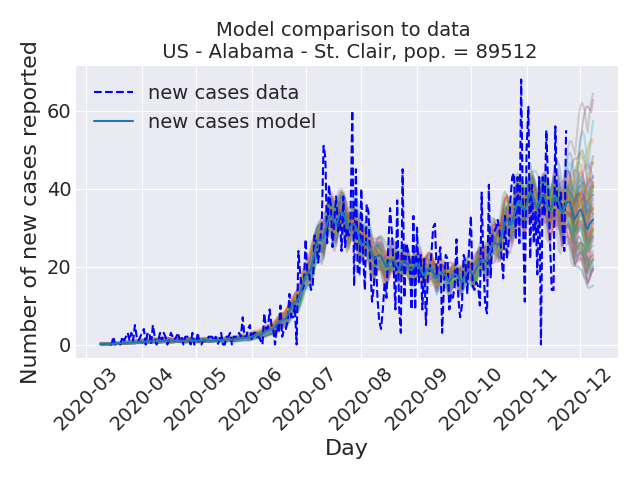 Model comparison to data
US - Alabama - St. Clair, pop. = 89512
Number of new cases reported
new cases data
new cases model
60
40
20
0
2020-03
2020-04
2020-05
2020-06
2020-07
2020-08
2020-09
2020-10
2020-11
2020-12
Day